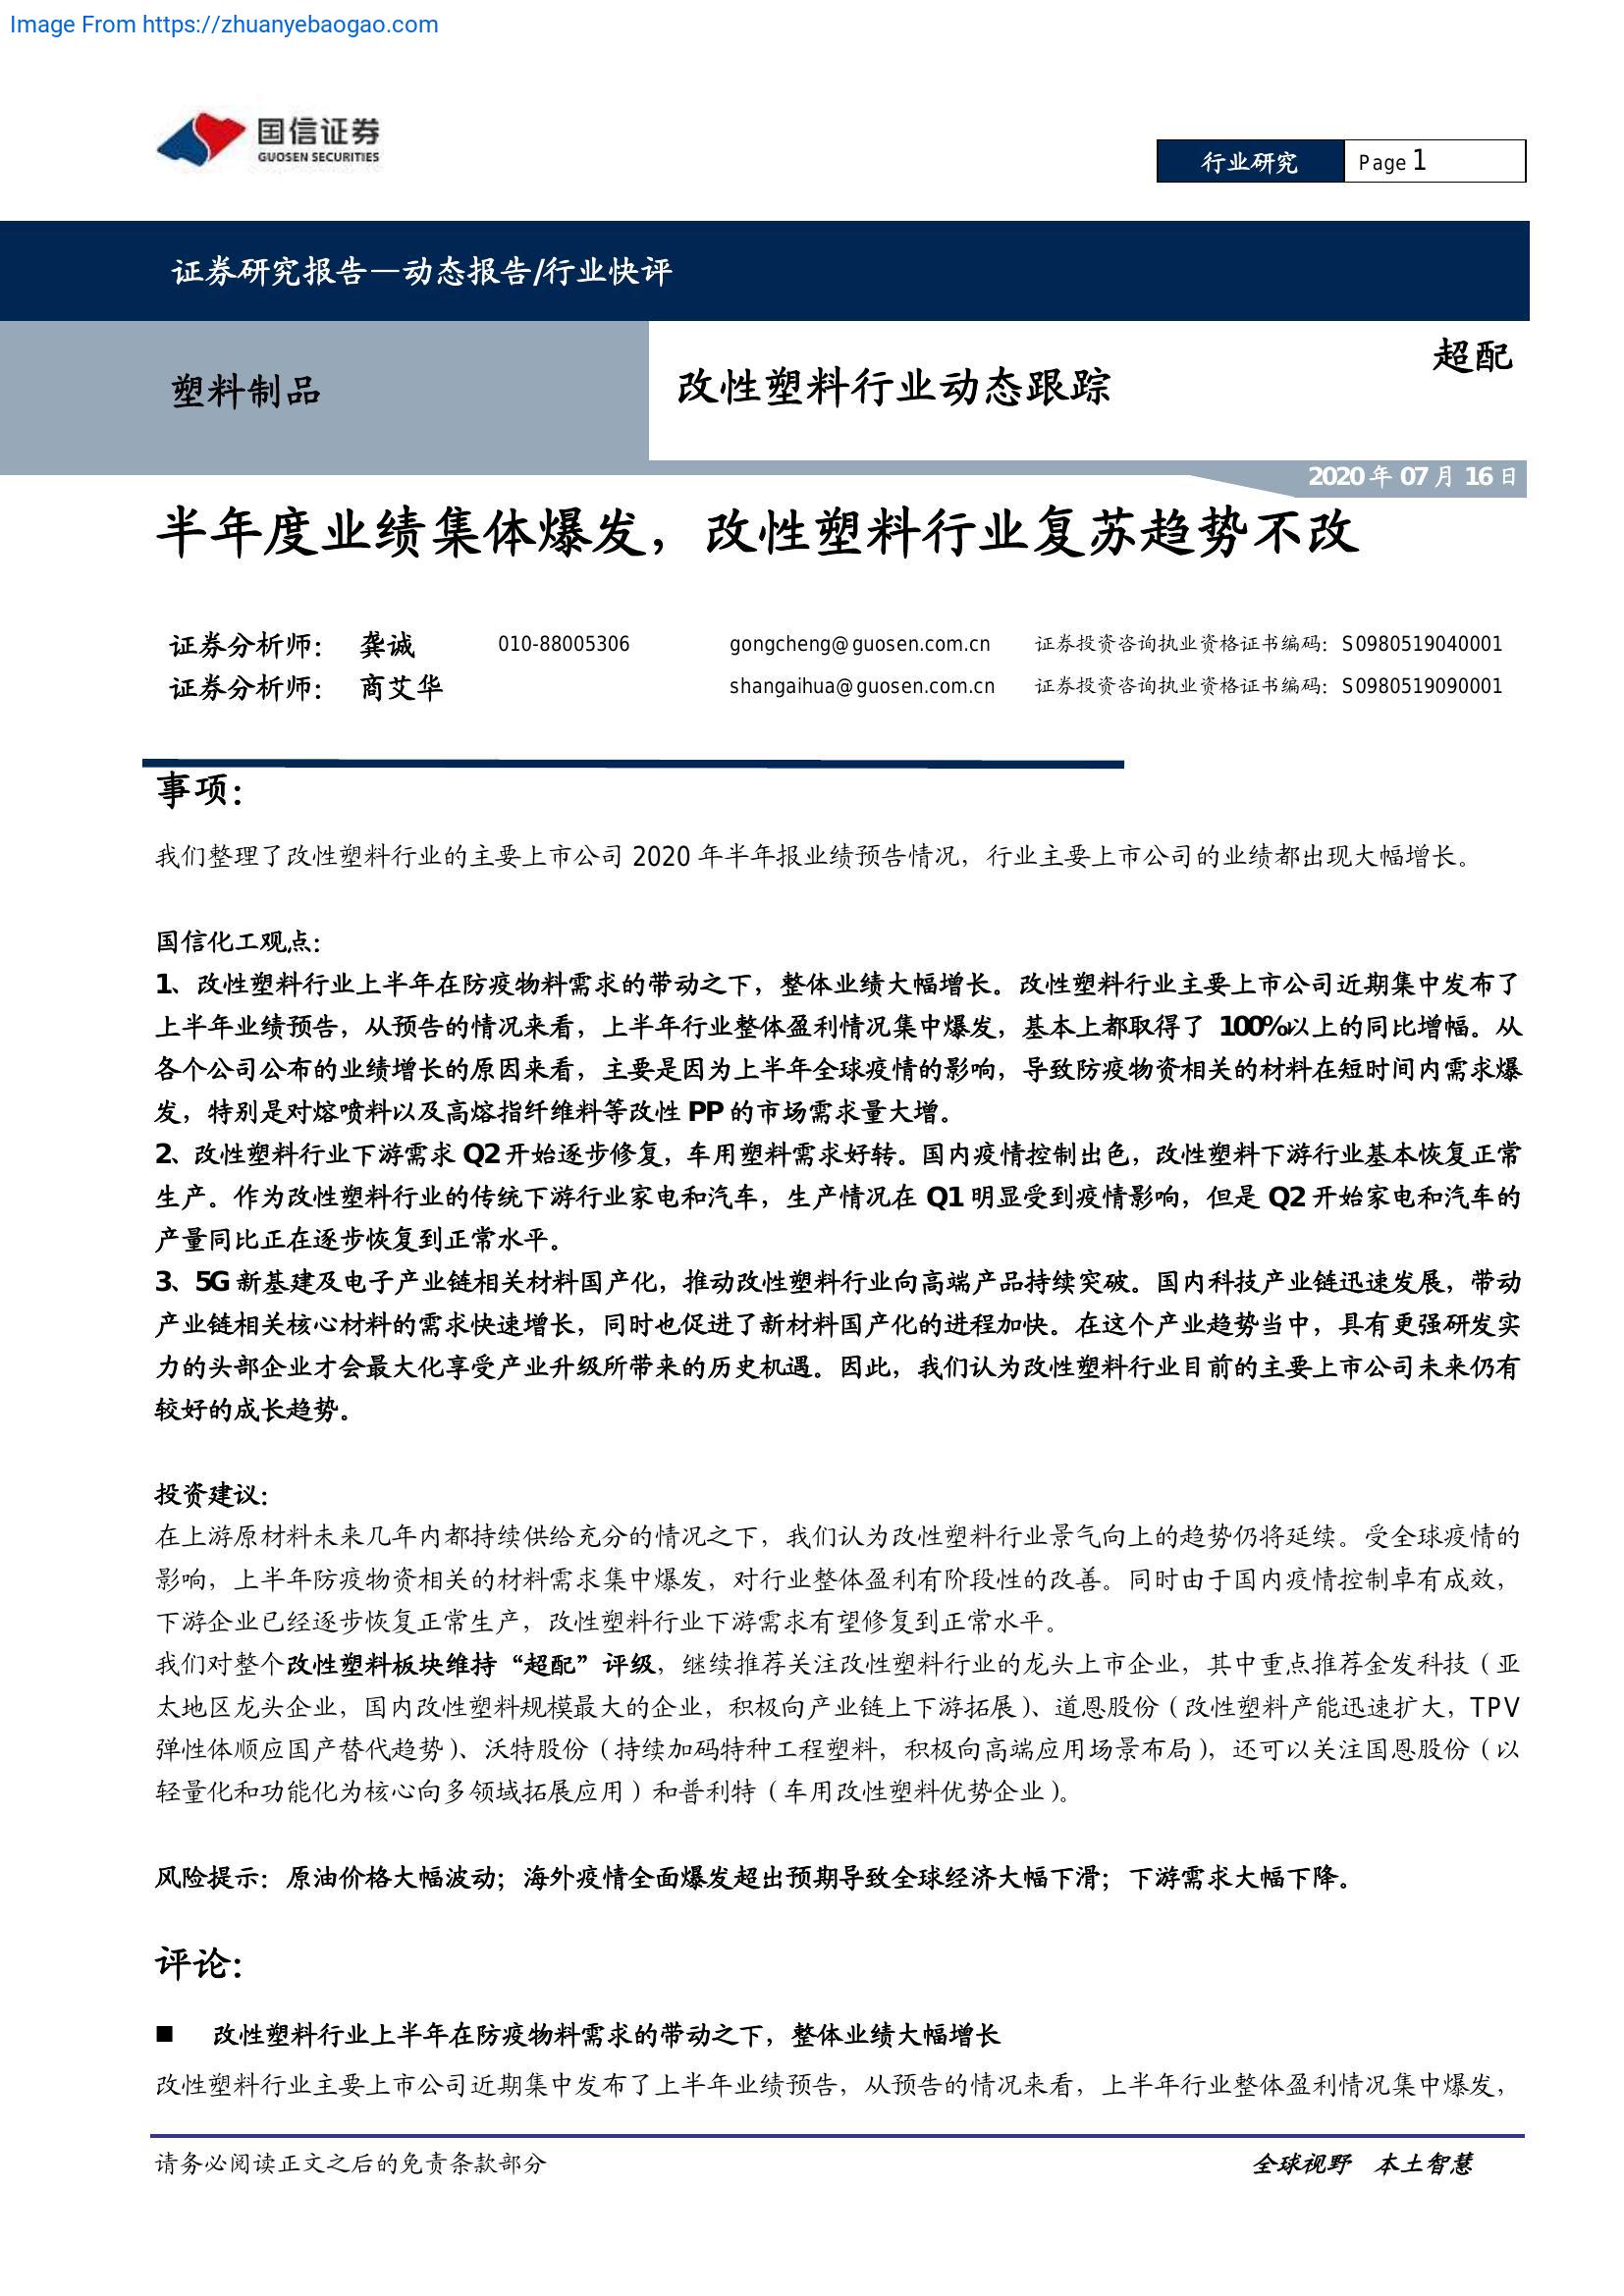 Image From https://zhuanyebaogao.com
国信证券
GUOSEN SECURITIES
行业研究
Page 1
证券研究报告—动态报告/行业快评
塑料制品
改性塑料行业动态跟踪
超配
2020 年 07 月 16 日
半年度业绩集体爆发，改性塑料行业复苏趋势不改
证券分析师： 龚诚 010-88005306 gongcheng@guosen.com.cn 证券投资咨询执业资格证书编码：S0980519040001
证券分析师： 商艾华 shangaihua@guosen.com.cn 证券投资咨询执业资格证书编码：S0980519090001
事项：
我们整理了改性塑料行业的主要上市公司 2020 年半年报业绩预告情况，行业主要上市公司的业绩都出现大幅增长。
国信化工观点：
1、改性塑料行业上半年在防疫物料需求的带动之下，整体业绩大幅增长。改性塑料行业主要上市公司近期集中发布了
上半年业绩预告，从预告的情况来看，上半年行业整体盈利情况集中爆发，基本上都取得了 100%以上的同比增幅。从
各个公司公布的业绩增长的原因来看，主要是因为上半年全球疫情的影响，导致防疫物资相关的材料在短时间内需求爆
发，特别是对熔喷料以及高熔指纤维料等改性 PP 的市场需求量大增。
2、改性塑料行业下游需求 Q2 开始逐步修复，车用塑料需求好转。国内疫情控制出色，改性塑料下游行业基本恢复正常
生产。作为改性塑料行业的传统下游行业家电和汽车，生产情况在 Q1 明显受到疫情影响，但是 Q2 开始家电和汽车的
产量同比正在逐步恢复到正常水平。
3、5G 新基建及电子产业链相关材料国产化，推动改性塑料行业向高端产品持续突破。国内科技产业链迅速发展，带动
产业链相关核心材料的需求快速增长，同时也促进了新材料国产化的进程加快。在这个产业趋势当中，具有更强研发实
力的头部企业才会最大化享受产业升级所带来的历史机遇。因此，我们认为改性塑料行业目前的主要上市公司未来仍有
较好的成长趋势。
投资建议：
在上游原材料未来几年内都持续供给充分的情况之下，我们认为改性塑料行业景气向上的趋势仍将延续。受全球疫情的
影响，上半年防疫物资相关的材料需求集中爆发，对行业整体盈利有阶段性的改善。同时由于国内疫情控制卓有成效，
下游企业已经逐步恢复正常生产，改性塑料行业下游需求有望修复到正常水平。
我们对整个改性塑料板块维持“超配”评级，继续推荐关注改性塑料行业的龙头上市企业，其中重点推荐金发科技（亚
太地区龙头企业，国内改性塑料规模最大的企业，积极向产业链上下游拓展）、道恩股份（改性塑料产能迅速扩大，TPV
弹性体顺应国产替代趋势）、沃特股份（持续加码特种工程塑料，积极向高端应用场景布局），还可以关注国恩股份（以
轻量化和功能化为核心向多领域拓展应用）和普利特（车用改性塑料优势企业）。
风险提示：原油价格大幅波动；海外疫情全面爆发超出预期导致全球经济大幅下滑；下游需求大幅下降。
评论：
■ 改性塑料行业上半年在防疫物料需求的带动之下，整体业绩大幅增长
改性塑料行业主要上市公司近期集中发布了上半年业绩预告，从预告的情况来看，上半年行业整体盈利情况集中爆发，
请务必阅读正文之后的免责条款部分
全球视野 本土智慧